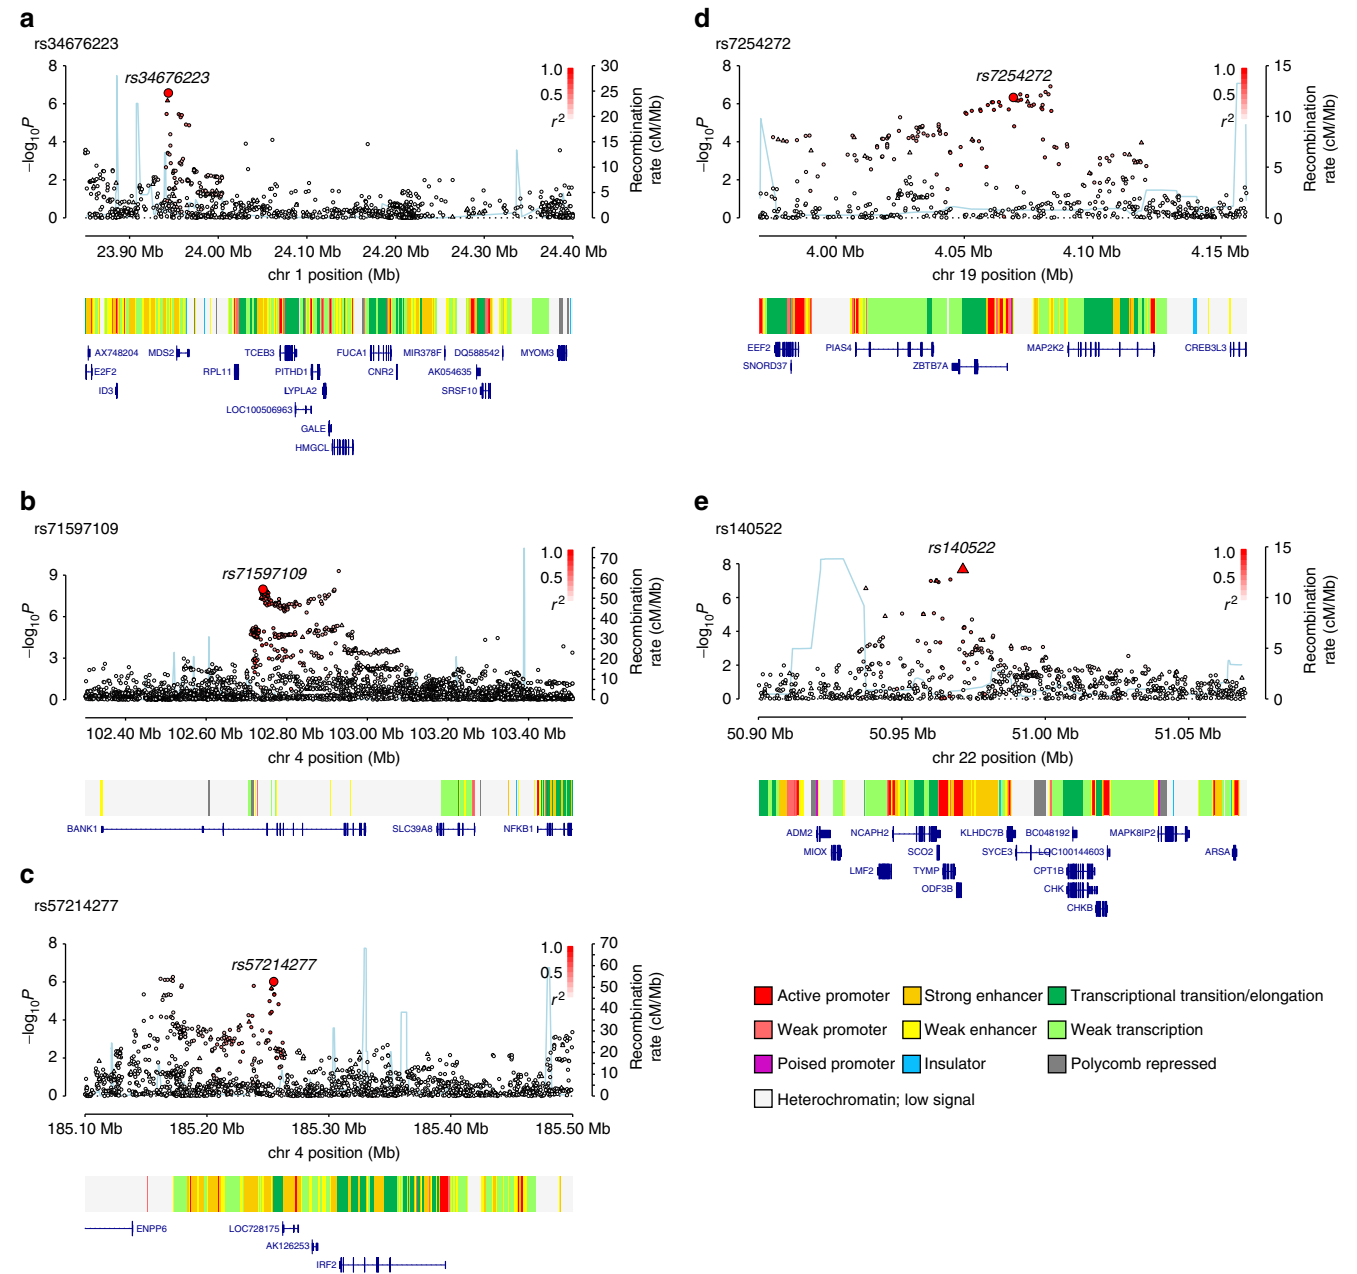 a
rs34676223
rs34676223
8
6
4
2
0
–log10P
1.0
0.5
r2
30
25
20
15
10
5
0
Recombination
rate (cM/Mb)
23.90 Mb 24.00 Mb 24.10 Mb 24.20 Mb 24.30 Mb 24.40 Mb
chr 1 position (Mb)
AX748204 MDS2 TCEB3 FUCA1 MIR378F DQ588542 MYOM3
E2F2 RPL11 PITHD1 CNR2 AK054635
ID3 LYPLA2 SRSF10
LOC100506963
GALE
HMGCL
b
rs71597109
rs71597109
9
6
3
0
–log10P
1.0
0.5
r2
70
60
50
40
30
20
10
0
Recombination
rate (cM/Mb)
102.40 Mb 102.60 Mb 102.80 Mb 103.00 Mb 103.20 Mb 103.40 Mb
chr 4 position (Mb)
BANK1 SLC39A8 NFKB1
c
rs57214277
rs57214277
8
6
4
2
0
–log10P
1.0
0.5
r2
70
60
50
40
30
20
10
0
Recombination
rate (cM/Mb)
185.10 Mb 185.20 Mb 185.30 Mb 185.40 Mb 185.50 Mb
chr 4 position (Mb)
ENPP6 LOC728175
AK126253
IRF2
d
rs7254272
rs7254272
8
6
4
2
0
–log10P
1.0
0.5
r2
15
10
5
0
Recombination
rate (cM/Mb)
4.00 Mb 4.05 Mb 4.10 Mb 4.15 Mb
chr 19 position (Mb)
EEF2 PIAS4 MAP2K2 CREB3L3
SNORD37 ZBTB7A
e
rs140522
rs140522
8
6
4
2
0
–log10P
1.0
0.5
r2
15
10
5
0
Recombination
rate (cM/Mb)
50.90 Mb 50.95 Mb 51.00 Mb 51.05 Mb
chr 22 position (Mb)
ADM2 NCAPH2 KLHDC7B BC048192 MAPK8IP2
MIOX SCO2 SYCE3 LOC100144603 ARSA
LMF2 TYMP CPT1B
ODF3B CHK
CHKB
Active promoter Strong enhancer Transcriptional transition/elongation
Weak promoter Weak enhancer Weak transcription
Poised promoter Insulator Polycomb repressed
Heterochromatin; low signal